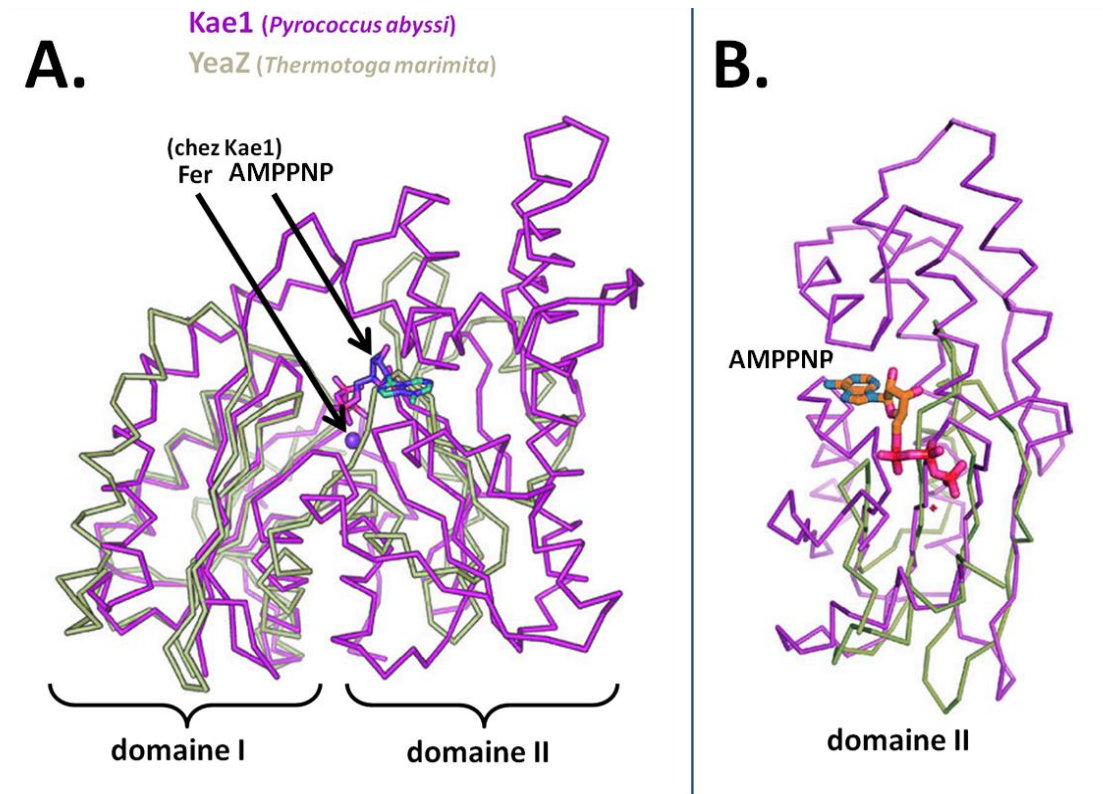 Kae1 (Pyrococcus abyssi)
YeaZ (Thermotoga marimita)
A.
(chez Kae1)
Fer AMPPNP
domaine I
domaine II
B.
AMPPNP
domaine II